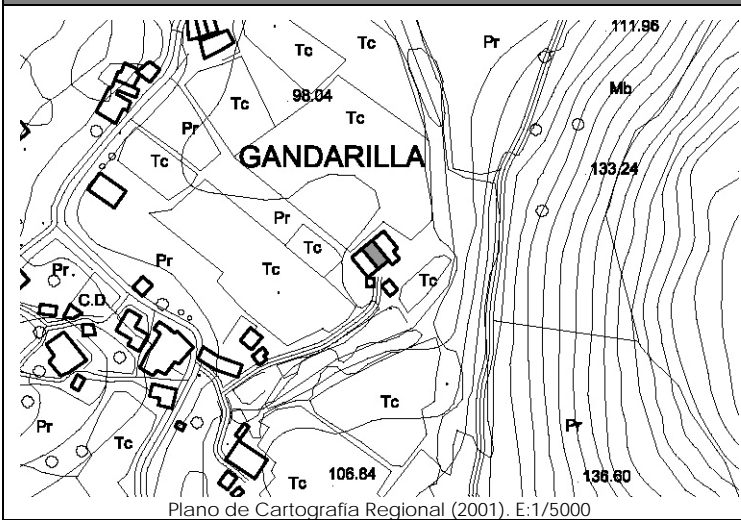 111.96
Tc
Tc
Pr
Mb
98.04
Tc
Tc
Pr
GANDARILLA
Tc
133.24
Pr
Tc
Pr
Pr
Tc
Tc
C.D
Tc
Pr
Tc
Pr
Tc
106.64
136.60
Plano de Cartografía Regional (2001). E:1/5000